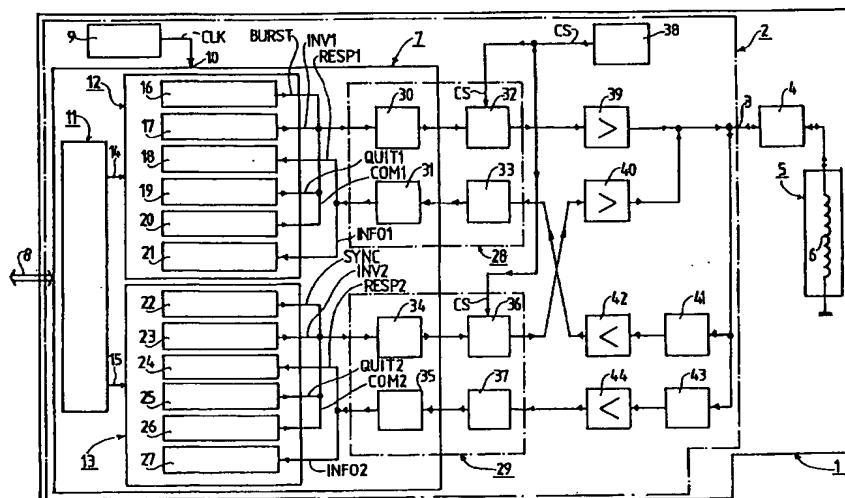 9
CLK
10
BURST
INV1
7
RESP1
CS
38
2
12
16
30
32
39
3
4
11
17
18
14
19
QUIT1
COM1
31
33
40
5
6
20
21
INFO1
28
8
SYNC
INV2
RESP2
CS
22
23
34
36
42
41
24
15
25
QUIT2
COM2
35
37
44
43
26
13
27
INFO2
29
1